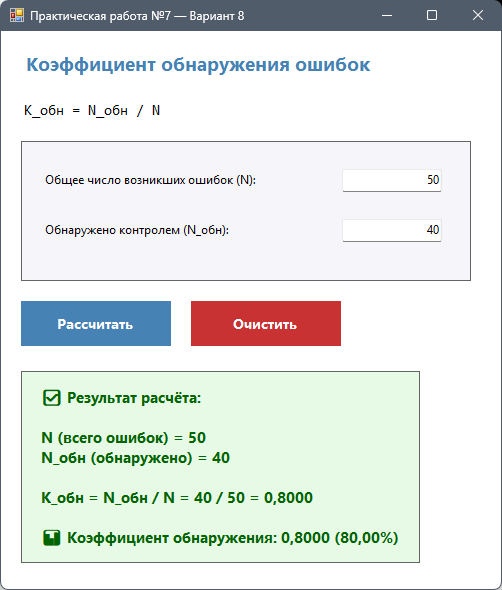 Практическая работа №7 — Вариант 8
Коэффициент обнаружения ошибок
K_обн = N_обн / N
Общее число возникших ошибок (N): 50
Обнаружено контролем (N_обн): 40
Рассчитать Очистить
Результат расчёта:
N (всего ошибок) = 50
N_обн (обнаружено) = 40
K_обн = N_обн / N = 40 / 50 = 0,8000
Коэффициент обнаружения: 0,8000 (80,00%)